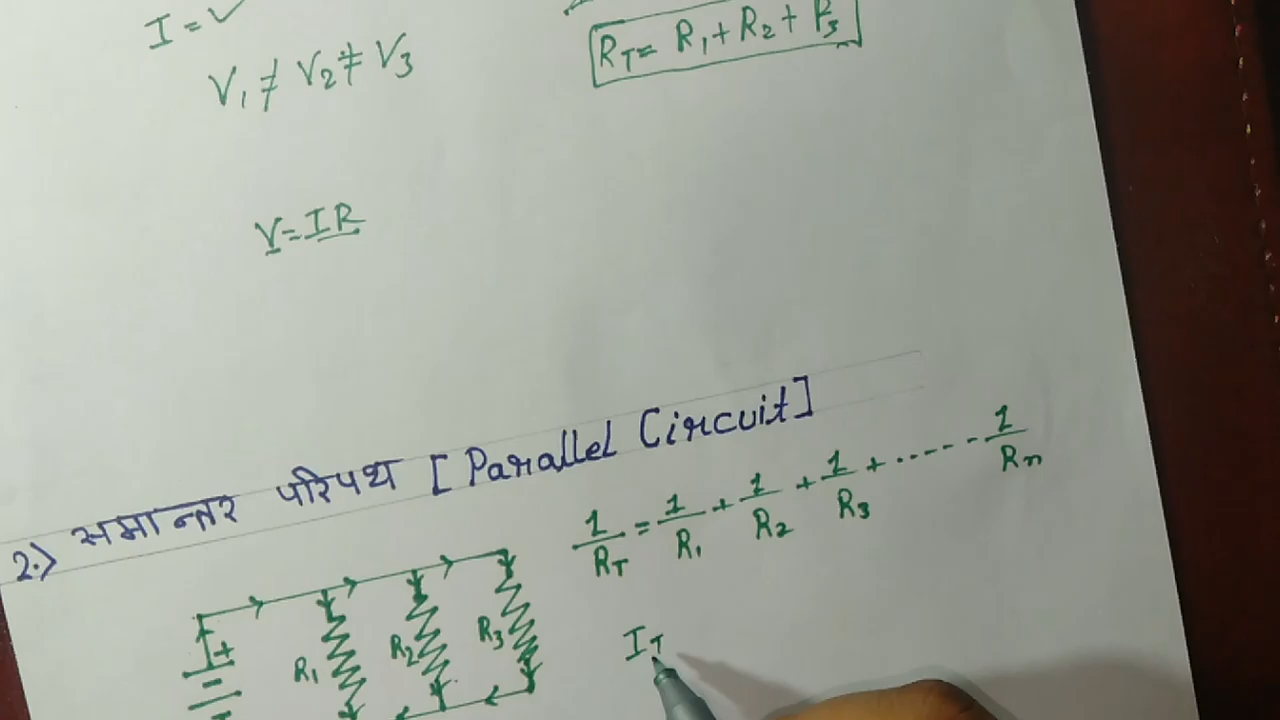 I = V
R_T = R₁ + R₂ + R₃
V₁ ≠ V₂ ≠ V₃
V = IR
2.) समान्तर परिपथ [Parallel Circuit]
1/R_T = 1/R₁ + 1/R₂ + 1/R₃ + ....--- 1/Rₙ
+
R₁ R₂ R₃
I_T